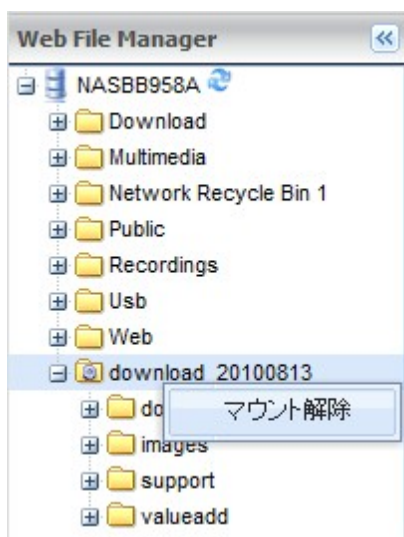 Web File Manager
NASBB958A
Download
Multimedia
Network Recycle Bin 1
Public
Recordings
Usb
Web
download_20100813
do
マウント解除
images
support
valueadd